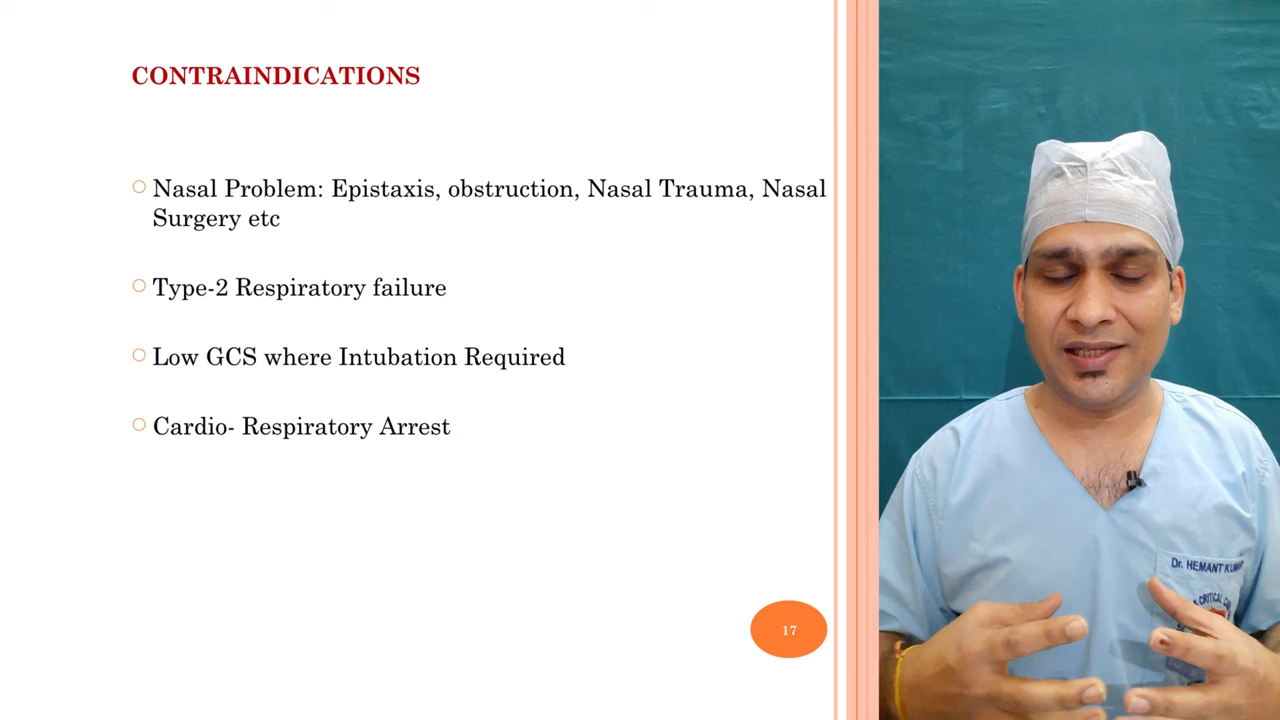 CONTRAINDICATIONS
Nasal Problem: Epistaxis, obstruction, Nasal Trauma, Nasal
Surgery etc
Type-2 Respiratory failure
Low GCS where Intubation Required
Cardio- Respiratory Arrest
17
Dr. HEMANT KUMAR
CRITICAL